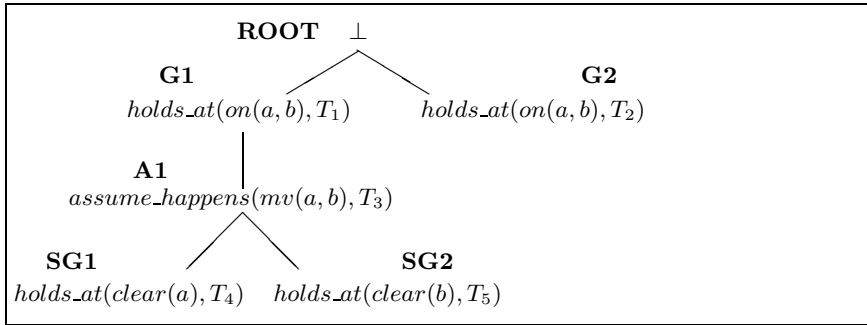 ROOT ⊥
G1 G2
holds_at(on(a, b), T₁) holds_at(on(a, b), T₂)
A1
assume_happens(mv(a, b), T₃)
SG1 SG2
holds_at(clear(a), T₄) holds_at(clear(b), T₅)